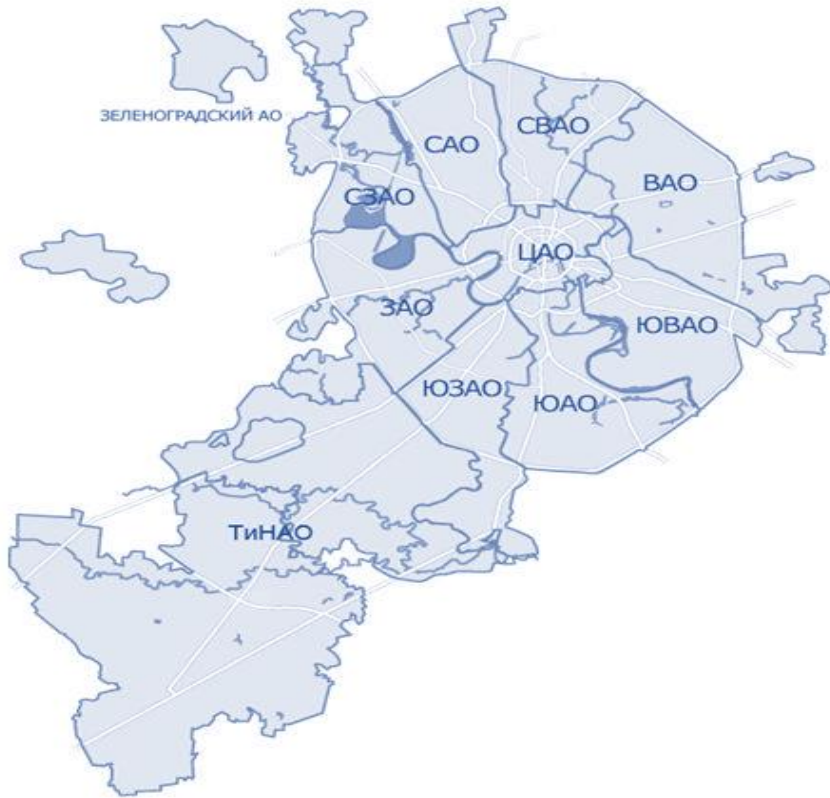 ЗЕЛЕНОГРАДСКИЙ АО
САО
СВАО
ВАО
СЗАО
ЦАО
ЗАО
ЮВАО
ЮЗАО
ЮАО
ТиНАО